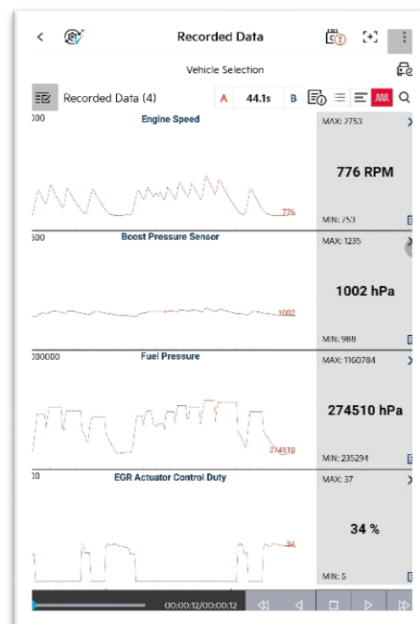 Recorded Data
Vehicle Selection
Recorded Data (4)
A 44.1s B
Engine Speed
MAX: 2753
776 RPM
776
MIN: 753
Boost Pressure Sensor
MAX: 1235
1002 hPa
1002
MIN: 988
000000
Fuel Pressure
MAX: 1160784
274510 hPa
274510
MIN: 235294
EGR Actuator Control Duty
MAX: 37
34 %
34
MIN: 5
00:00:12/00:00:12